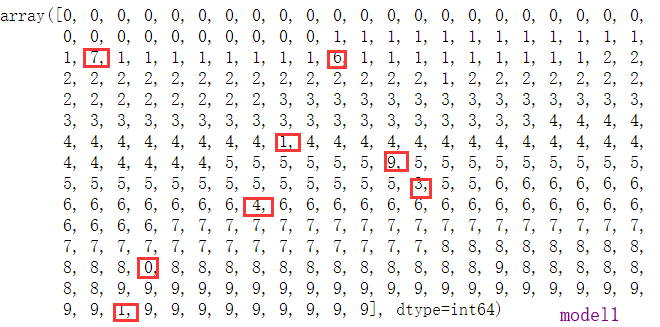 array([0, 0, 0, 0, 0, 0, 0, 0, 0, 0, 0, 0, 0, 0, 0, 0, 0, 0, 0, 0, 0, 0,
0, 0, 0, 0, 0, 0, 0, 0, 0, 0, 1, 1, 1, 1, 1, 1, 1, 1, 1, 1, 1, 1,
1, 7, 1, 1, 1, 1, 1, 1, 1, 1, 6, 1, 1, 1, 1, 1, 1, 1, 1, 1, 2, 2,
2, 2, 2, 2, 2, 2, 2, 2, 2, 2, 2, 2, 2, 2, 1, 2, 2, 2, 2, 2, 2, 2,
2, 2, 2, 2, 2, 2, 2, 2, 3, 3, 3, 3, 3, 3, 3, 3, 3, 3, 3, 3, 3, 3,
3, 3, 3, 3, 3, 3, 3, 3, 3, 3, 3, 3, 3, 3, 3, 3, 3, 3, 4, 4, 4, 4,
4, 4, 4, 4, 4, 4, 4, 4, 1, 4, 4, 4, 4, 4, 4, 4, 4, 4, 4, 4, 4, 4,
4, 4, 4, 4, 4, 4, 5, 5, 5, 5, 5, 5, 9, 5, 5, 5, 5, 5, 5, 5, 5, 5,
5, 5, 5, 5, 5, 5, 5, 5, 5, 5, 5, 5, 5, 3, 5, 5, 6, 6, 6, 6, 6, 6,
6, 6, 6, 6, 6, 6, 6, 4, 6, 6, 6, 6, 6, 6, 6, 6, 6, 6, 6, 6, 6, 6,
6, 6, 6, 6, 7, 7, 7, 7, 7, 7, 7, 7, 7, 7, 7, 7, 7, 7, 7, 7, 7, 7,
7, 7, 7, 7, 7, 7, 7, 7, 7, 7, 7, 7, 7, 7, 8, 8, 8, 8, 8, 8, 8, 8,
8, 8, 8, 0, 8, 8, 8, 8, 8, 8, 8, 8, 8, 8, 8, 8, 9, 8, 8, 8, 8, 8,
8, 8, 9, 9, 9, 9, 9, 9, 9, 9, 9, 9, 9, 9, 9, 9, 9, 9, 9, 9, 9, 9,
9, 9, 1, 9, 9, 9, 9, 9, 9, 9, 9, 9], dtype=int64)
model1